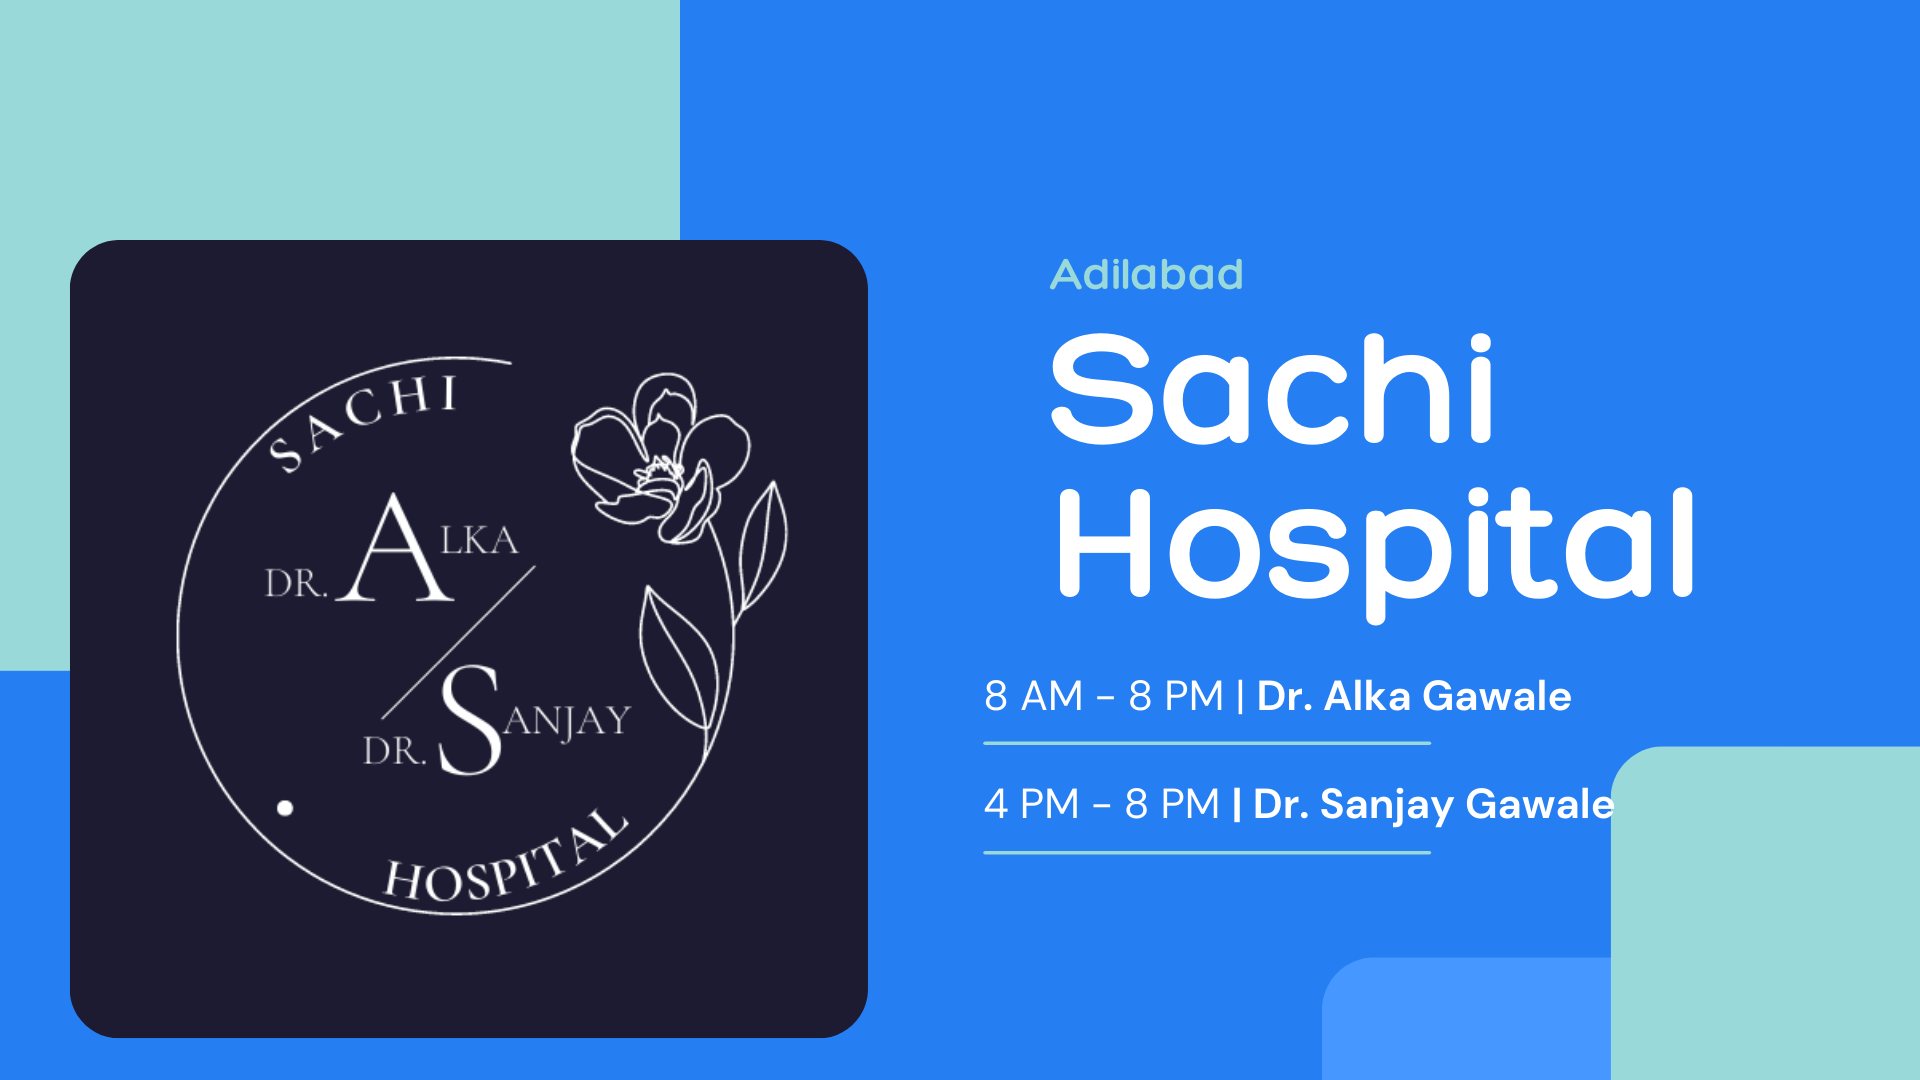 SACHI
DR. ALKA
DR. SANJAY
HOSPITAL
Adilabad
Sachi
Hospital
8 AM - 8 PM | Dr. Alka Gawale
4 PM - 8 PM | Dr. Sanjay Gawale